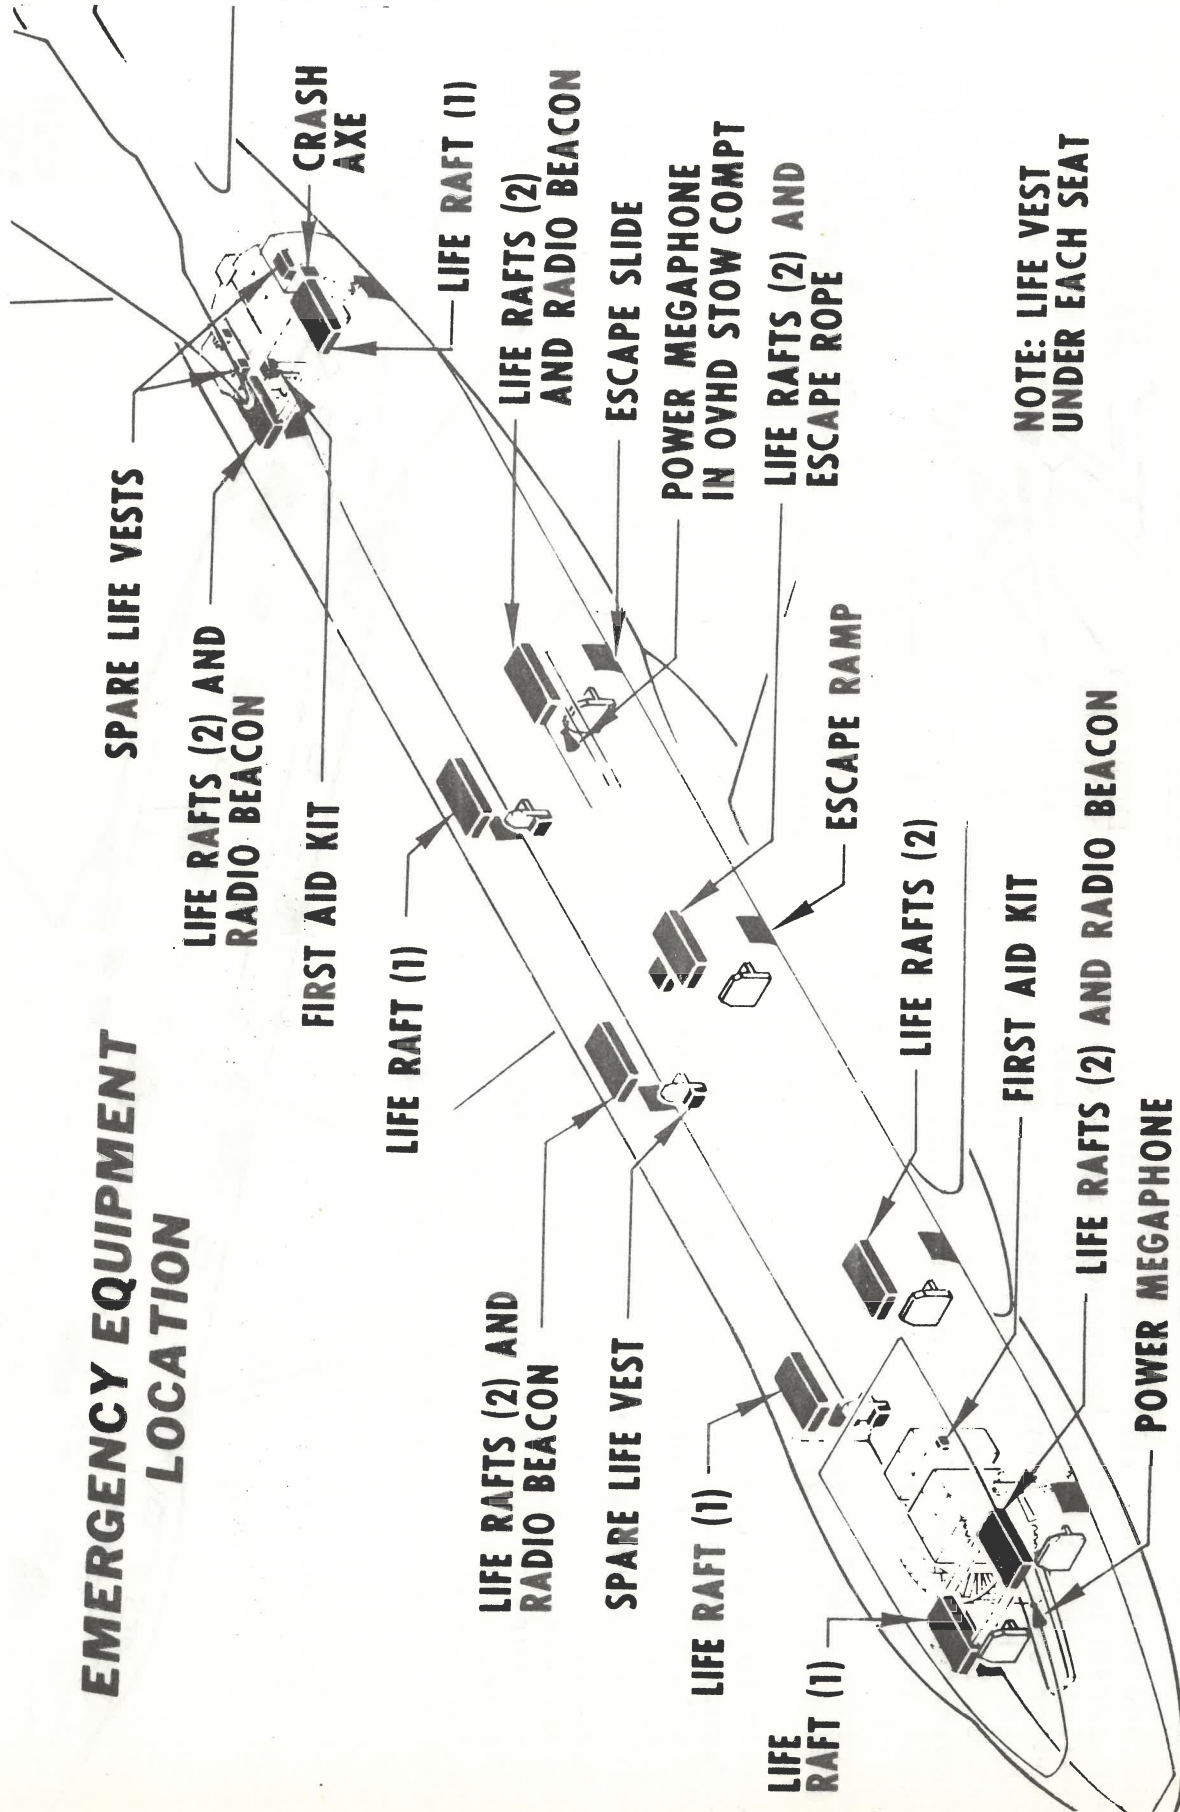 EMERGENCY EQUIPMENT
LOCATION
SPARE LIFE VESTS
LIFE RAFTS (2) AND
RADIO BEACON
FIRST AID KIT
LIFE RAFT (1)
LIFE RAFTS (2) AND
RADIO BEACON
SPARE LIFE VEST
LIFE RAFT (1)
LIFE
RAFT (1)
CRASH
AXE
LIFE RAFT (1)
LIFE RAFTS (2)
AND RADIO BEACON
ESCAPE SLIDE
POWER MEGAPHONE
IN OVHD STOW COMPT
LIFE RAFTS (2) AND
ESCAPE ROPE
ESCAPE RAMP
LIFE RAFTS (2)
FIRST AID KIT
LIFE RAFTS (2) AND RADIO BEACON
POWER MEGAPHONE
NOTE: LIFE VEST
UNDER EACH SEAT